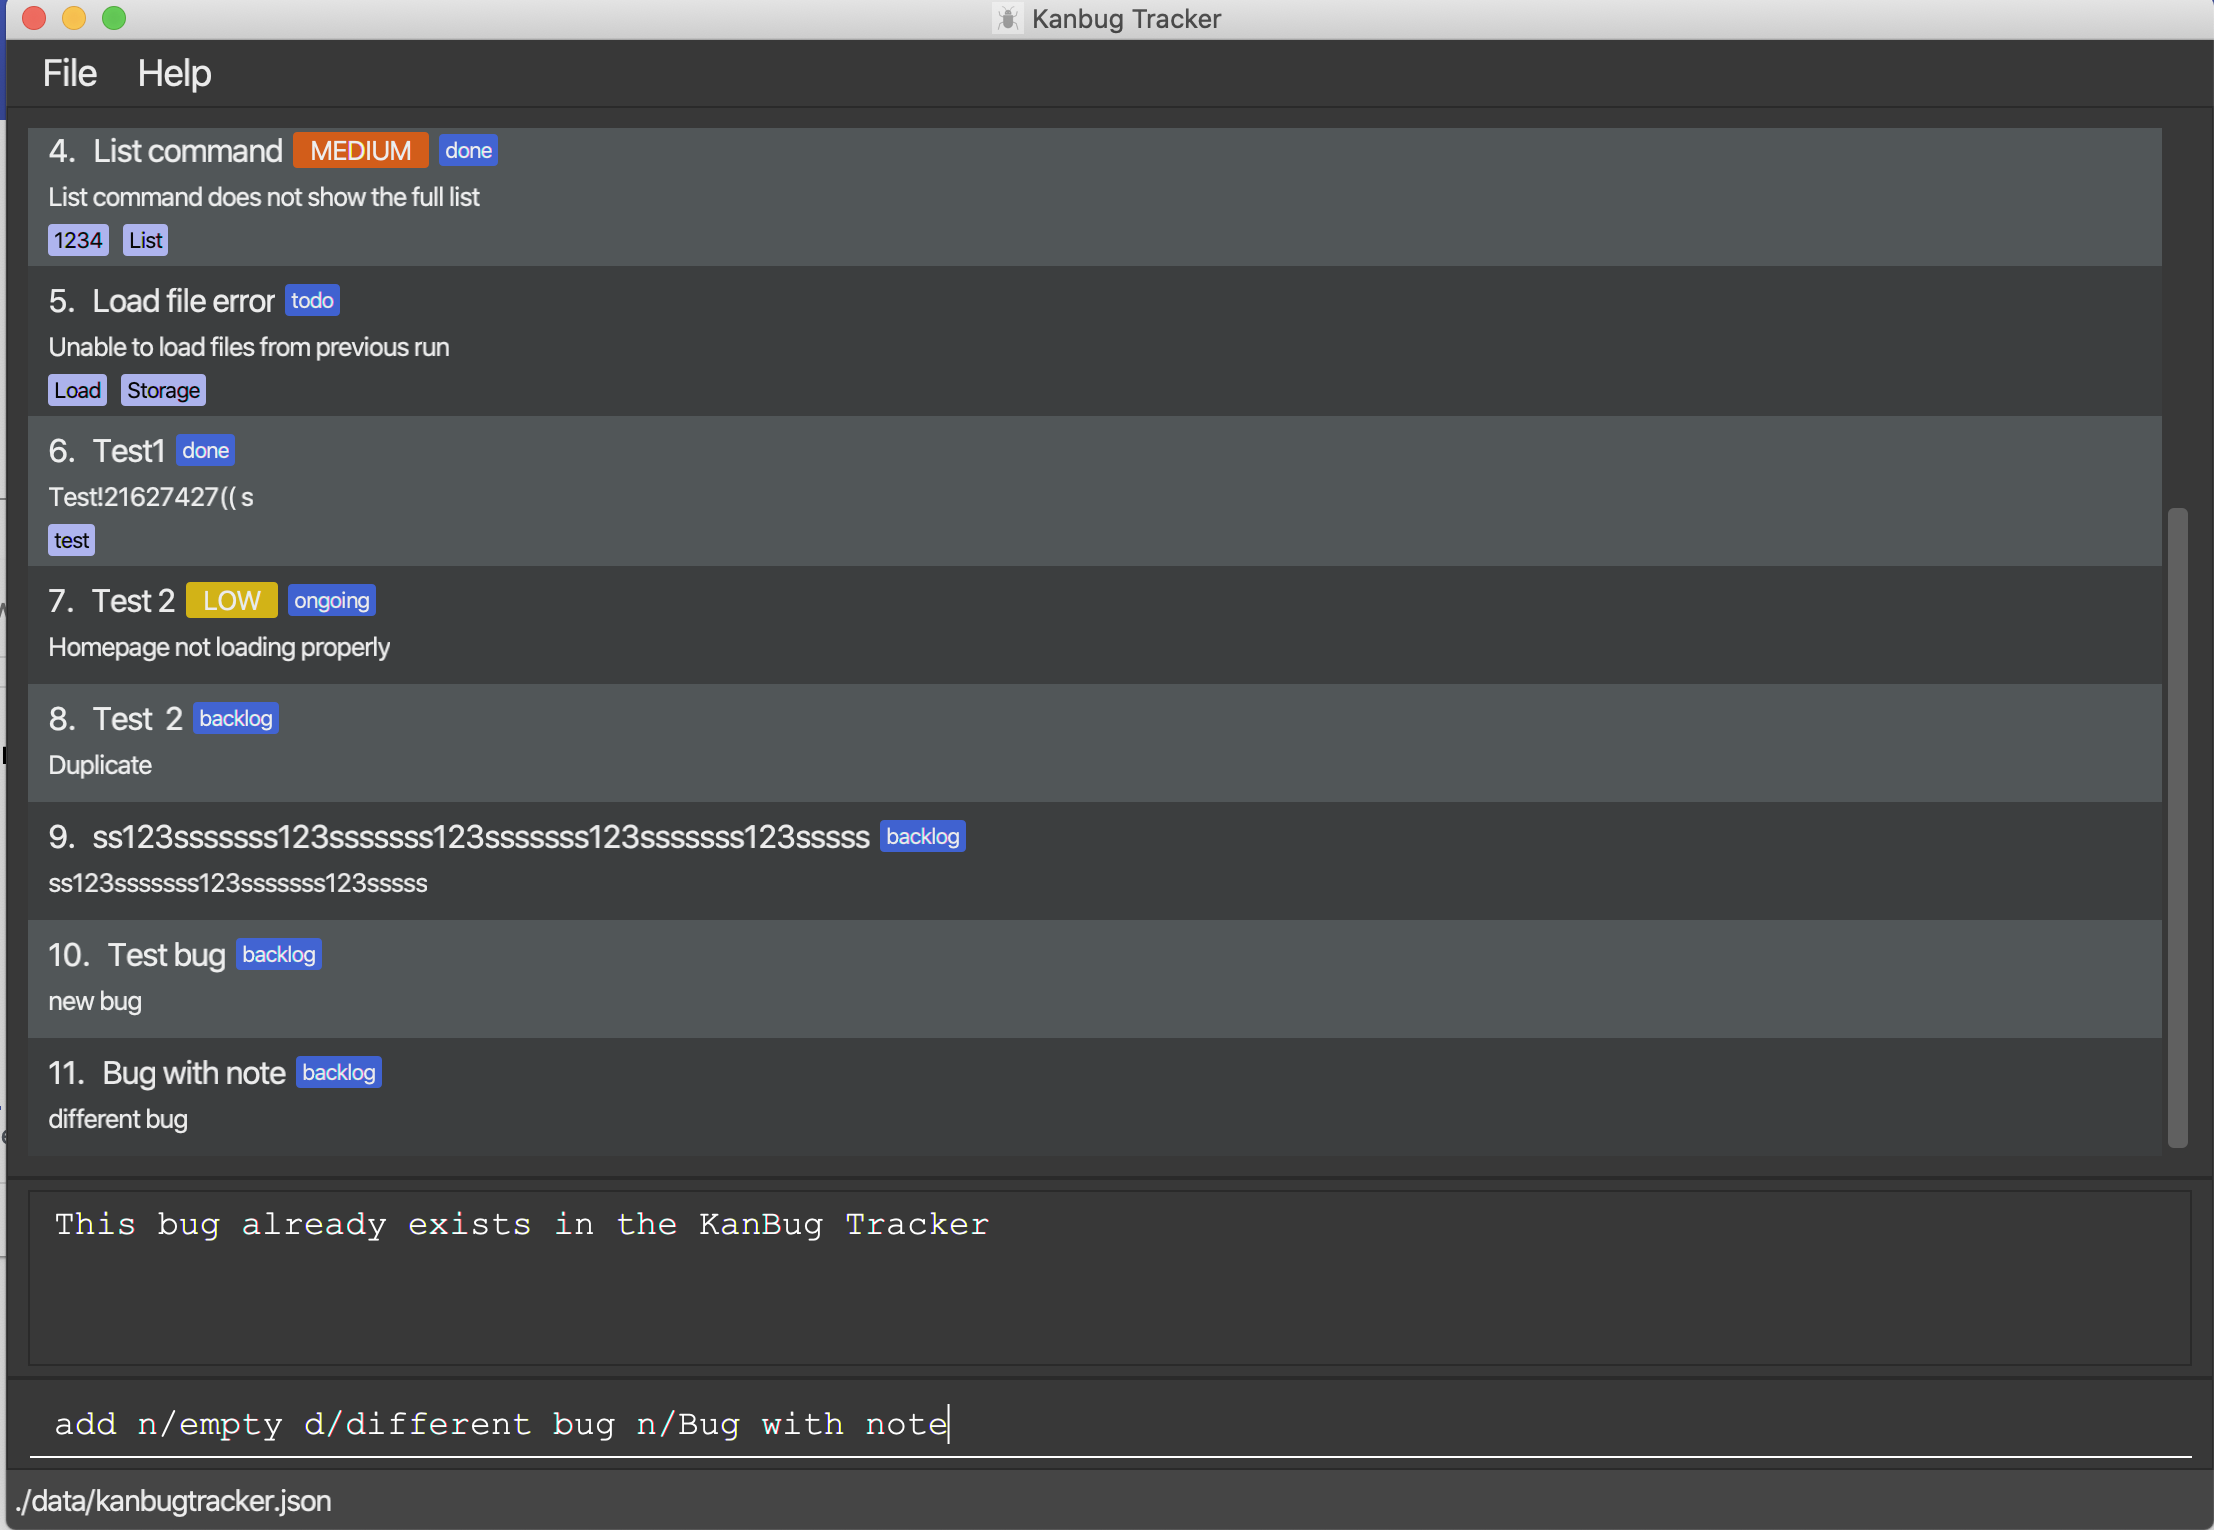 Kanbug Tracker
File Help
4. List command MEDIUM done
List command does not show the full list
1234 List
5. Load file error todo
Unable to load files from previous run
Load Storage
6. Test1 done
Test!21627427(( s
test
7. Test 2 LOW ongoing
Homepage not loading properly
8. Test  2 backlog
Duplicate
9. ss123sssssss123sssssss123sssssss123sssssss123sssss backlog
ss123sssssss123sssssss123sssss
10. Test bug backlog
new bug
11. Bug with note backlog
different bug
This bug already exists in the KanBug Tracker
add n/empty d/different bug n/Bug with note
./data/kanbugtracker.json